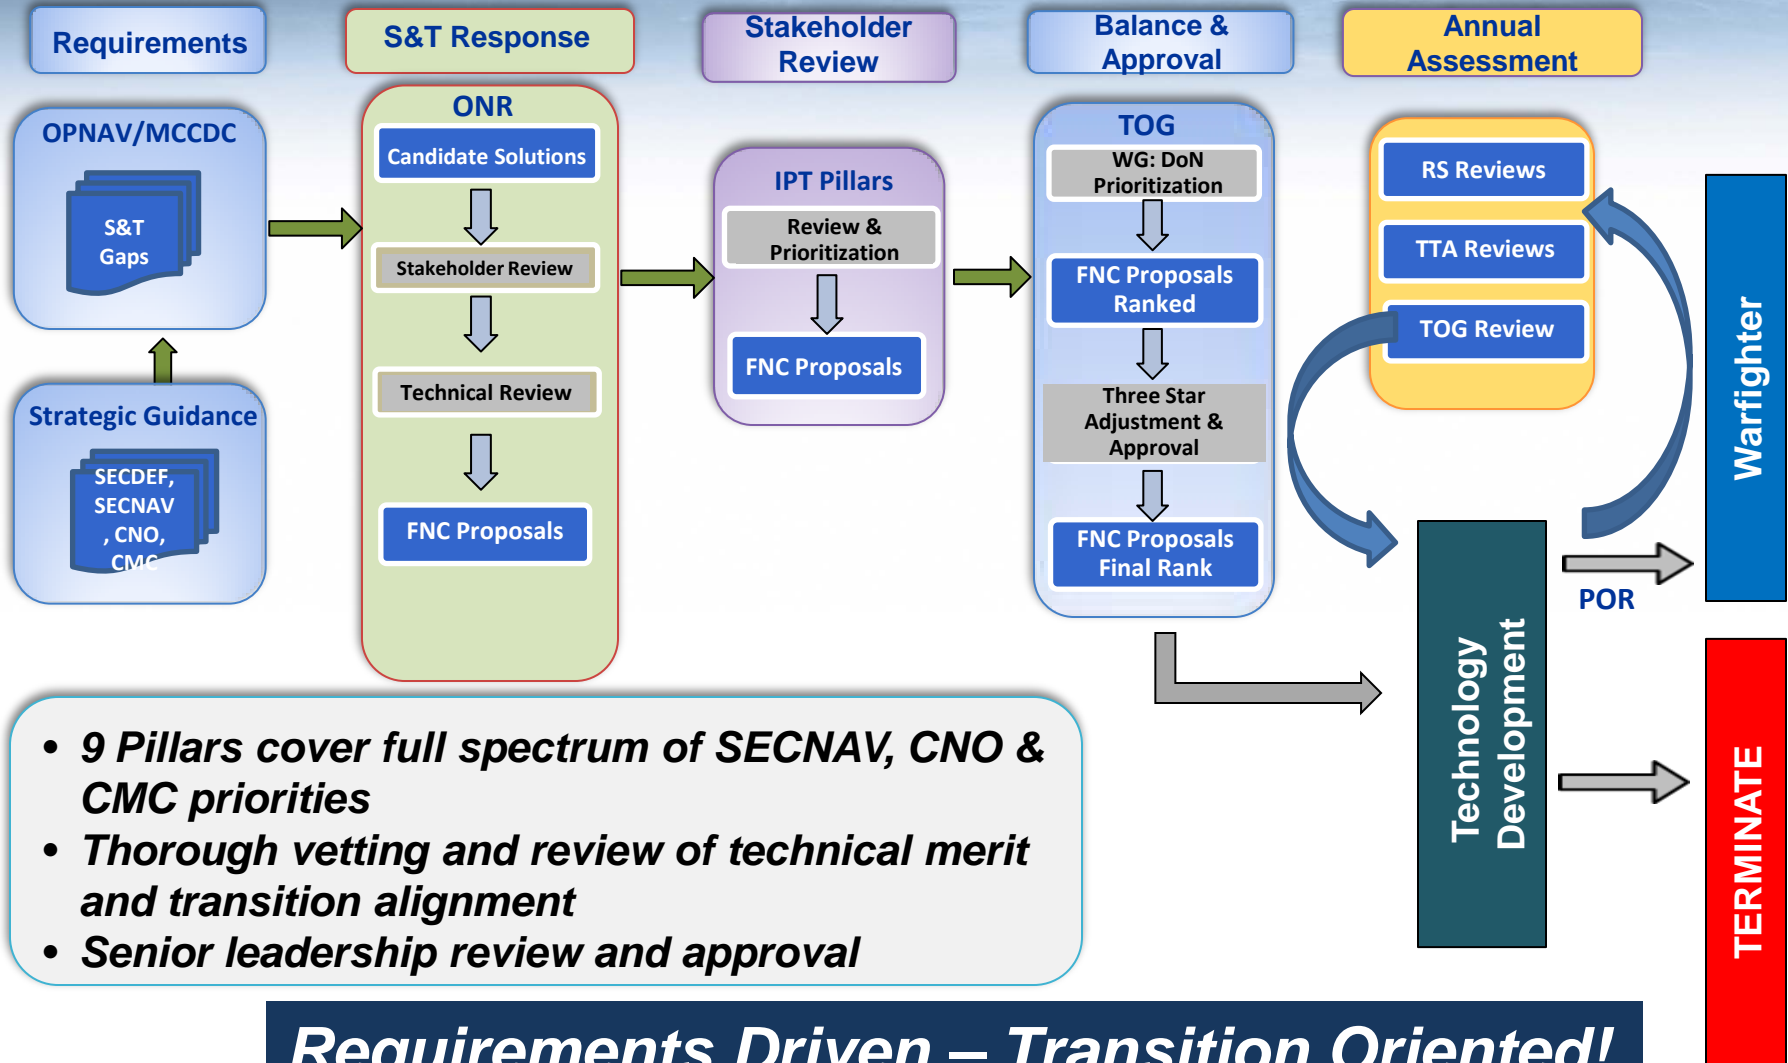 Requirements
S&T Response
Stakeholder
Review
Balance &
Approval
Annual
Assessment
OPNAV/MCCDC
S&T
Gaps
Strategic Guidance
SECDEF,
SECNAV
, CNO,
CMC
ONR
Candidate Solutions
Stakeholder Review
Technical Review
FNC Proposals
IPT Pillars
Review &
Prioritization
FNC Proposals
TOG
WG: DoN
Prioritization
FNC Proposals
Ranked
Three Star
Adjustment &
Approval
FNC Proposals
Final Rank
RS Reviews
TTA Reviews
TOG Review
Technology
Development
POR
Warfighter
TERMINATE
• 9 Pillars cover full spectrum of SECNAV, CNO &
CMC priorities
• Thorough vetting and review of technical merit
and transition alignment
• Senior leadership review and approval
Requirements Driven – Transition Oriented!